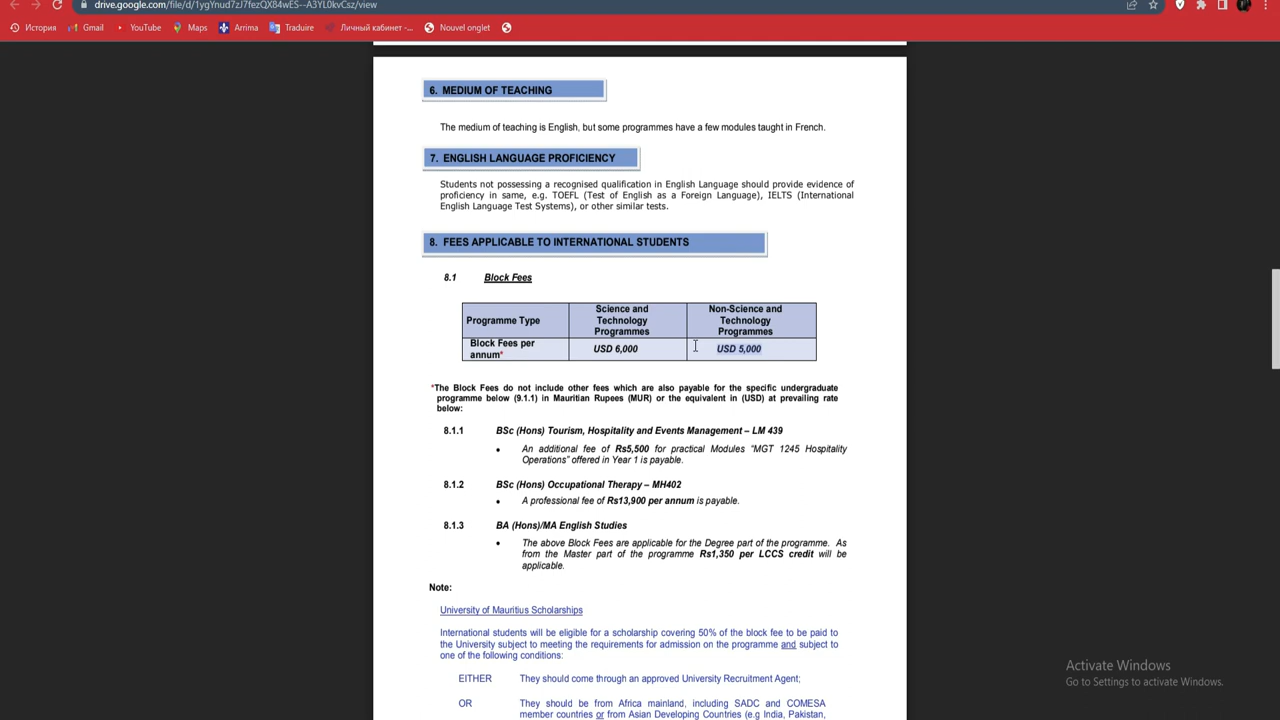 drive.google.com/file/d/1ygYnud7zJ7fezQX84wES--A3YL0kvCsz/view
История
Gmail
YouTube
Maps
Arrima
Traduire
Личный кабинет -...
Nouvel onglet
6. MEDIUM OF TEACHING
The medium of teaching is English, but some programmes have a few modules taught in French.
7. ENGLISH LANGUAGE PROFICIENCY
Students not possessing a recognised qualification in English Language should provide evidence of
proficiency in same, e.g. TOEFL (Test of English as a Foreign Language), IELTS (International
English Language Test Systems), or other similar tests.
8. FEES APPLICABLE TO INTERNATIONAL STUDENTS
8.1 Block Fees
Programme Type
Science and
Technology
Programmes
Non-Science and
Technology
Programmes
Block Fees per
annum*
USD 6,000
USD 5,000
*The Block Fees do not include other fees which are also payable for the specific undergraduate
programme below (9.1.1) in Mauritian Rupees (MUR) or the equivalent in (USD) at prevailing rate
below:
8.1.1 BSc (Hons) Tourism, Hospitality and Events Management – LM 439
• An additional fee of Rs5,500 for practical Modules “MGT 1245 Hospitality
Operations” offered in Year 1 is payable.
8.1.2 BSc (Hons) Occupational Therapy – MH402
• A professional fee of Rs13,900 per annum is payable.
8.1.3 BA (Hons)/MA English Studies
• The above Block Fees are applicable for the Degree part of the programme. As
from the Master part of the programme Rs1,350 per LCCS credit will be
applicable.
Note:
University of Mauritius Scholarships
International students will be eligible for a scholarship covering 50% of the block fee to be paid to
the University subject to meeting the requirements for admission on the programme and subject to
one of the following conditions:
EITHER They should come through an approved University Recruitment Agent;
OR They should be from Africa mainland, including SADC and COMESA
member countries or from Asian Developing Countries (e.g India, Pakistan,
Activate Windows
Go to Settings to activate Windows.